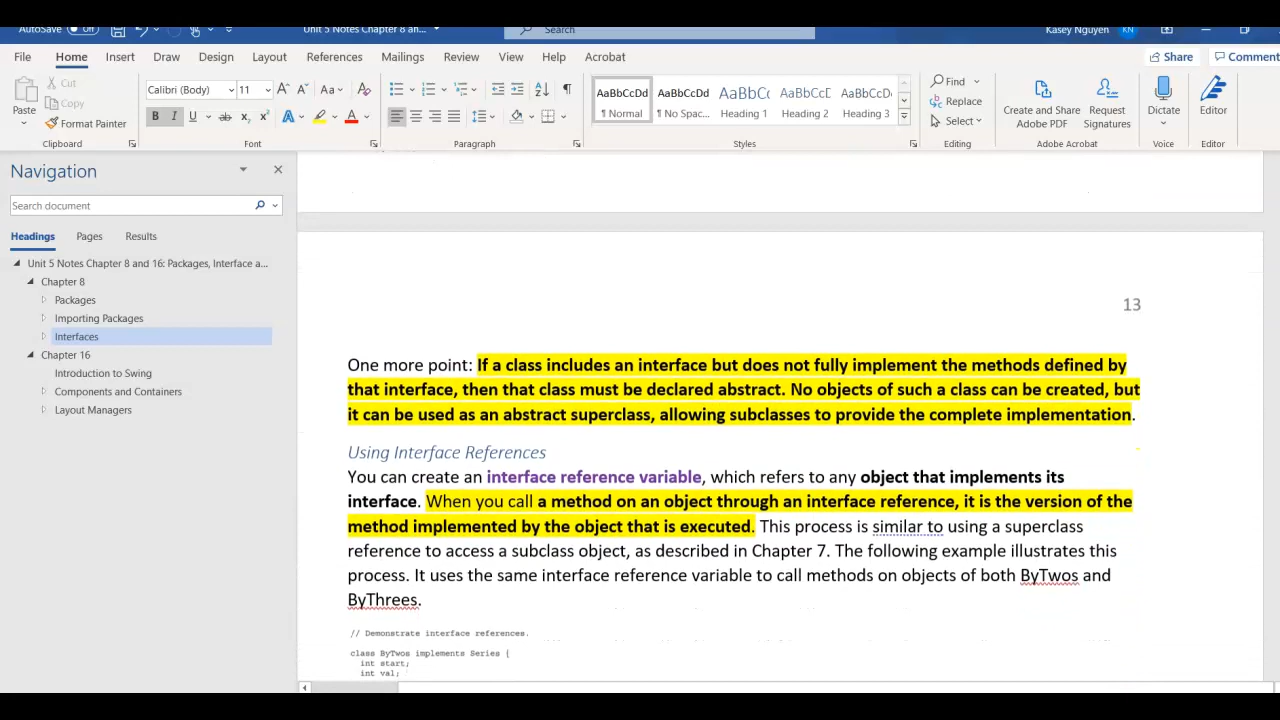 AutoSave Off Unit 5 Notes Chapter 8 an... Search Kasey Nguyen KN
File Home Insert Draw Design Layout References Mailings Review View Help Acrobat Share Comment
Paste Cut Copy Format Painter
Calibri (Body) 11 Aa
B I U ab x₂ x² A A
AaBbCcDd AaBbCcDd AaBbCc AaBbCcD AaBbCcD
¶ Normal ¶ No Spac... Heading 1 Heading 2 Heading 3
Find Replace Select
Create and Share Adobe PDF Request Signatures Dictate Editor
Clipboard Font Paragraph Styles Editing Adobe Acrobat Voice Editor
Navigation
Search document
Headings Pages Results
Unit 5 Notes Chapter 8 and 16: Packages, Interface a...
Chapter 8
Packages
Importing Packages
Interfaces
Chapter 16
Introduction to Swing
Components and Containers
Layout Managers
13
One more point: If a class includes an interface but does not fully implement the methods defined by
that interface, then that class must be declared abstract. No objects of such a class can be created, but
it can be used as an abstract superclass, allowing subclasses to provide the complete implementation.
Using Interface References
You can create an interface reference variable, which refers to any object that implements its
interface. When you call a method on an object through an interface reference, it is the version of the
method implemented by the object that is executed. This process is similar to using a superclass
reference to access a subclass object, as described in Chapter 7. The following example illustrates this
process. It uses the same interface reference variable to call methods on objects of both ByTwos and
ByThrees.
// Demonstrate interface references.
class ByTwos implements Series {
int start;
int val;